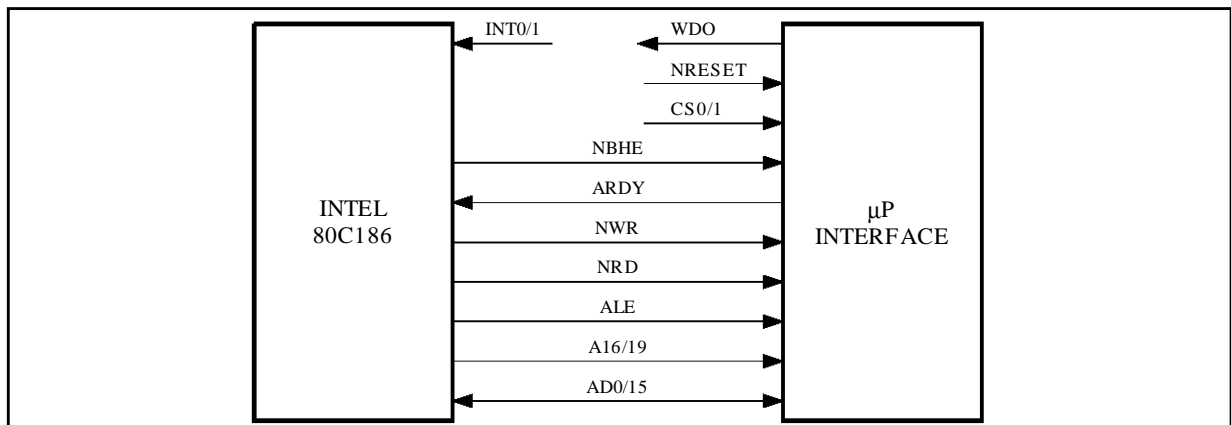 INT0/1
WDO
NRESET
CS0/1
NBHE
ARDY
INTEL
80C186
µP
INTERFACE
NWR
NRD
ALE
A16/19
AD0/15